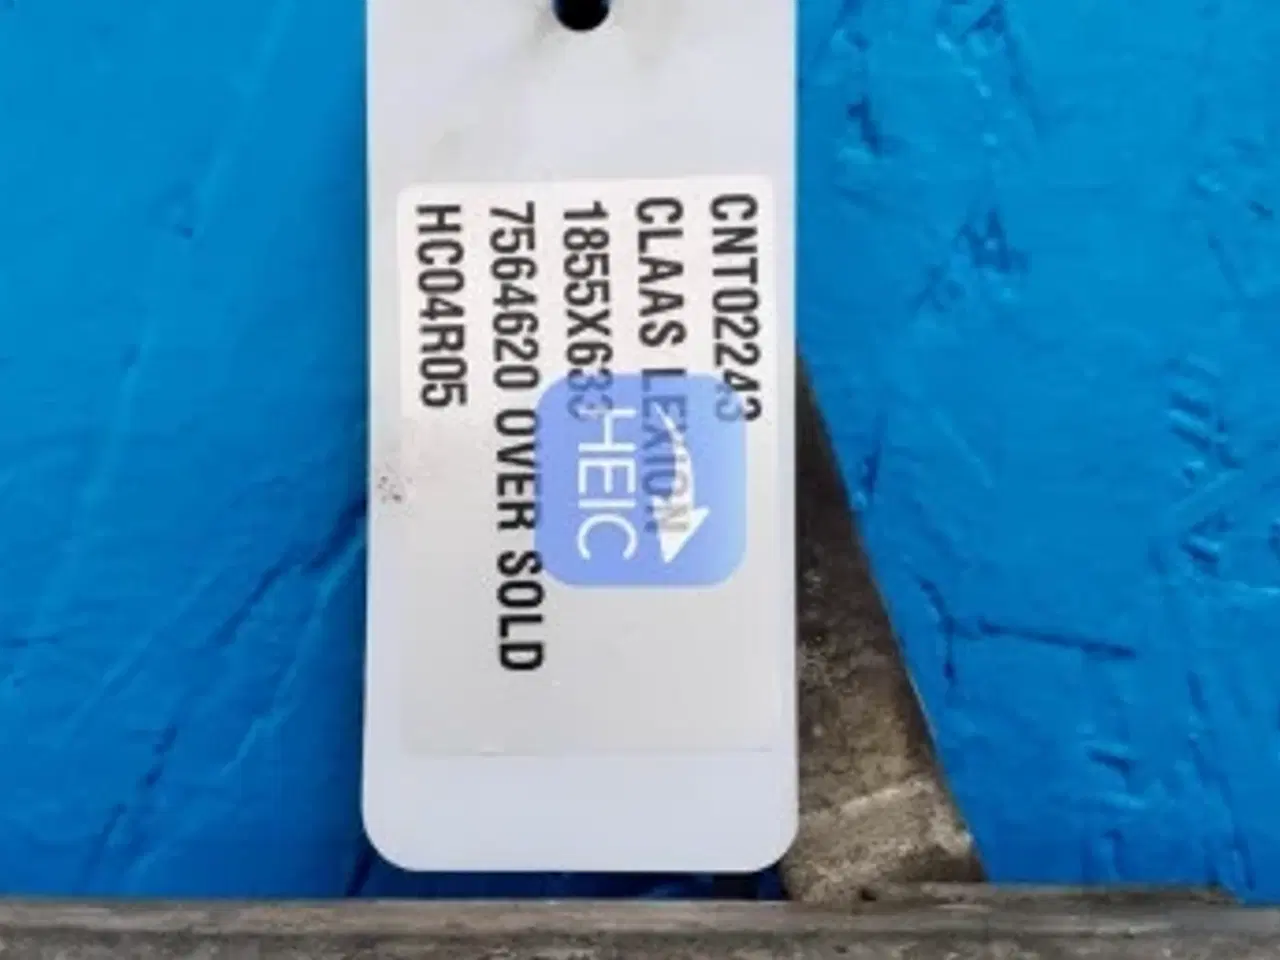 CNT02243
CLAAS LEXION
1855X633
7564620 OVER SOLD
HC04R05
HEIC